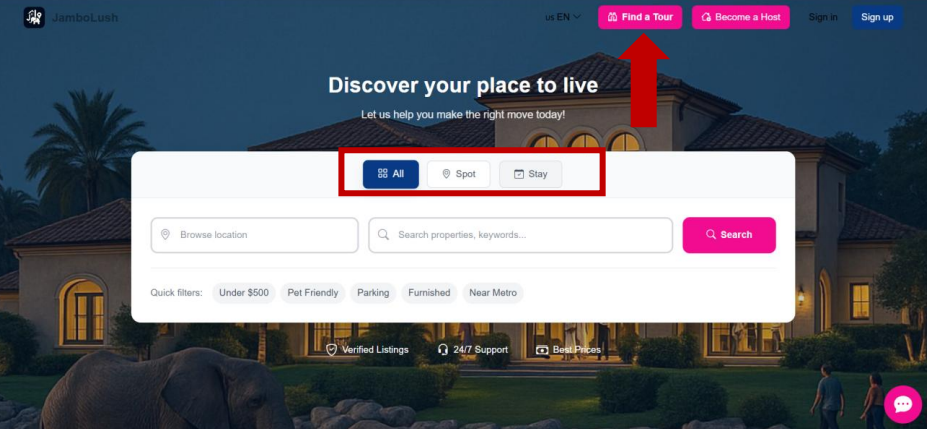 JamboLush
us EN
Find a Tour
Become a Host
Sign in
Sign up
Discover your place to live
Let us help you make the right move today!
All
Spot
Stay
Browse location
Search properties, keywords...
Search
Quick filters:
Under $500
Pet Friendly
Parking
Furnished
Near Metro
Verified Listings
24/7 Support
Best Prices